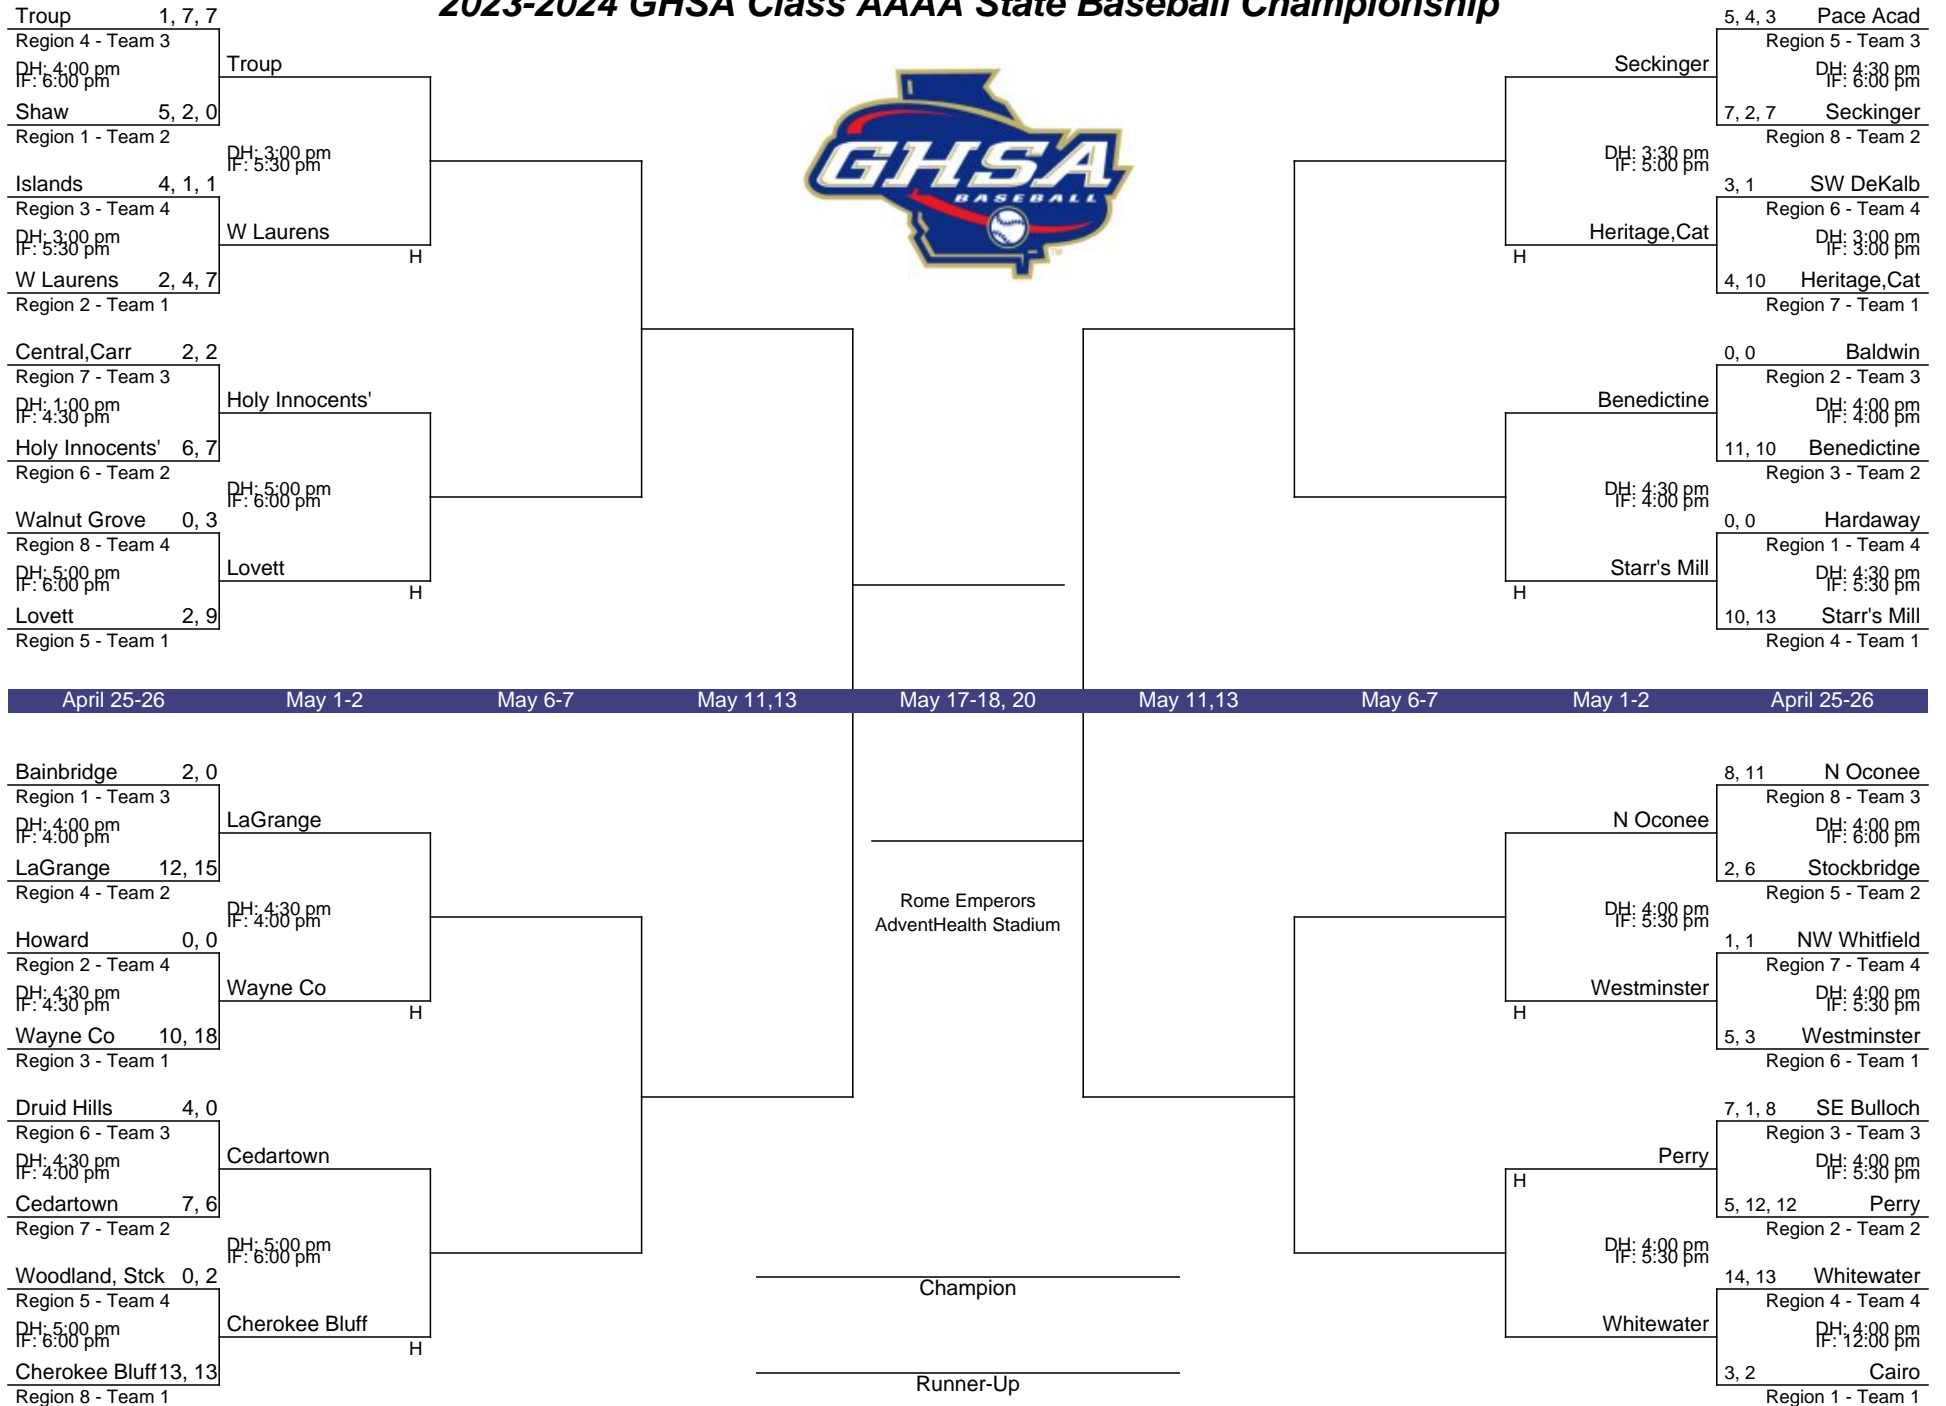 2023-2024 GHSA Class AAAA State Baseball Championship
Troup 1, 7, 7
Region 4 - Team 3
DH: 4:00 pm
IF: 6:00 pm
Shaw 5, 2, 0
Region 1 - Team 2
Islands 4, 1, 1
Region 3 - Team 4
DH: 3:00 pm
IF: 5:30 pm
W Laurens 2, 4, 7
Region 2 - Team 1
Central,Carr 2, 2
Region 7 - Team 3
DH: 1:00 pm
IF: 4:30 pm
Holy Innocents' 6, 7
Region 6 - Team 2
Walnut Grove 0, 3
Region 8 - Team 4
DH: 5:00 pm
IF: 6:00 pm
Lovett 2, 9
Region 5 - Team 1
Troup
DH: 3:00 pm
IF: 5:30 pm
W Laurens
H
Holy Innocents'
DH: 5:00 pm
IF: 6:00 pm
Lovett
H
GHSA
BASEBALL
Seckinger
DH: 3:30 pm
IF: 5:00 pm
Heritage,Cat
H
Benedictine
DH: 4:30 pm
IF: 4:00 pm
Starr's Mill
H
5, 4, 3 Pace Acad
Region 5 - Team 3
DH: 4:30 pm
IF: 6:00 pm
7, 2, 7 Seckinger
Region 8 - Team 2
3, 1 SW DeKalb
Region 6 - Team 4
DH: 3:00 pm
IF: 3:00 pm
4, 10 Heritage,Cat
Region 7 - Team 1
0, 0 Baldwin
Region 2 - Team 3
DH: 4:00 pm
IF: 4:00 pm
11, 10 Benedictine
Region 3 - Team 2
0, 0 Hardaway
Region 1 - Team 4
DH: 4:30 pm
IF: 5:30 pm
10, 13 Starr's Mill
Region 4 - Team 1
April 25-26 May 1-2 May 6-7 May 11,13 May 17-18, 20 May 11,13 May 6-7 May 1-2 April 25-26
Bainbridge 2, 0
Region 1 - Team 3
DH: 4:00 pm
IF: 4:00 pm
LaGrange 12, 15
Region 4 - Team 2
Howard 0, 0
Region 2 - Team 4
DH: 4:30 pm
IF: 4:30 pm
Wayne Co 10, 18
Region 3 - Team 1
Druid Hills 4, 0
Region 6 - Team 3
DH: 4:30 pm
IF: 4:00 pm
Cedartown 7, 6
Region 7 - Team 2
Woodland, Stck 0, 2
Region 5 - Team 4
DH: 5:00 pm
IF: 6:00 pm
Cherokee Bluff 13, 13
Region 8 - Team 1
LaGrange
DH: 4:30 pm
IF: 4:00 pm
Wayne Co
H
Cedartown
DH: 5:00 pm
IF: 6:00 pm
Cherokee Bluff
H
Rome Emperors
AdventHealth Stadium
Champion
Runner-Up
N Oconee
DH: 4:00 pm
IF: 5:30 pm
Westminster
H
Perry
H
DH: 4:00 pm
IF: 5:30 pm
Whitewater
8, 11 N Oconee
Region 8 - Team 3
DH: 4:00 pm
IF: 6:00 pm
2, 6 Stockbridge
Region 5 - Team 2
1, 1 NW Whitfield
Region 7 - Team 4
DH: 4:00 pm
IF: 5:30 pm
5, 3 Westminster
Region 6 - Team 1
7, 1, 8 SE Bulloch
Region 3 - Team 3
DH: 4:00 pm
IF: 5:30 pm
5, 12, 12 Perry
Region 2 - Team 2
14, 13 Whitewater
Region 4 - Team 4
DH: 4:00 pm
IF: 12:00 pm
3, 2 Cairo
Region 1 - Team 1